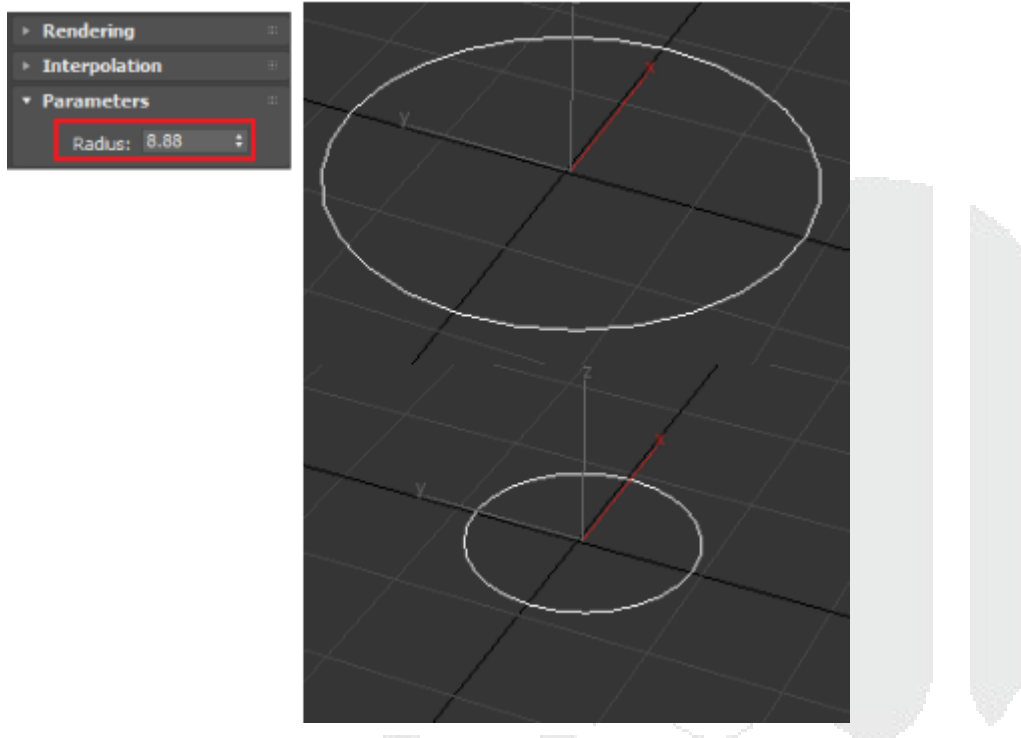 Rendering
Interpolation
Parameters
Radius: 8.88
x
y
z
x
y